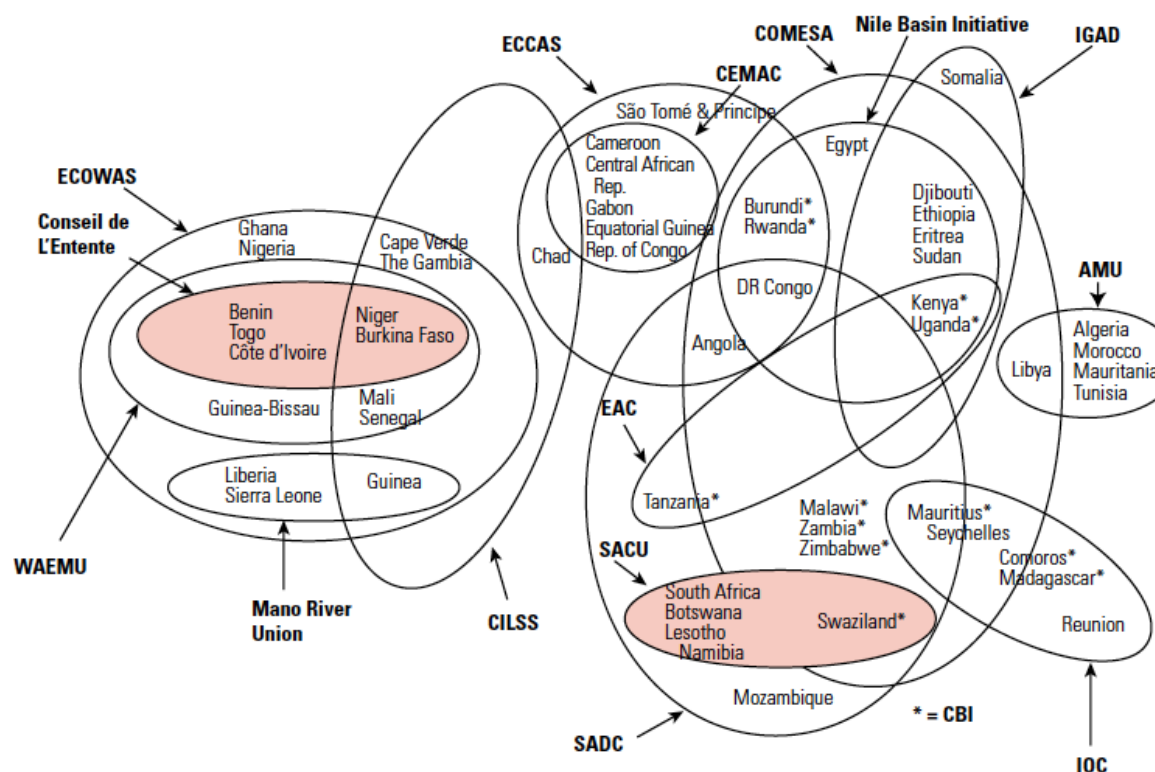 ECCAS
COMESA
Nile Basin Initiative
IGAD
CEMAC
Somalia
São Tomé & Principe
Cameroon
Central African
Rep.
Gabon
Equatorial Guinea
Rep. of Congo
Egypt
ECOWAS
Conseil de
L'Entente
Ghana
Nigeria
Cape Verde
The Gambia
Chad
Burundi*
Rwanda*
Djibouti
Ethiopia
Eritrea
Sudan
AMU
Benin
Togo
Côte d'Ivoire
Niger
Burkina Faso
DR Congo
Angola
Kenya*
Uganda*
Libya
Algeria
Morocco
Mauritania
Tunisia
Guinea-Bissau
Mali
Senegal
EAC
Liberia
Sierra Leone
Guinea
Tanzania*
Malawi*
Zambia*
Zimbabwe*
Mauritius*
Seychelles
Comoros*
Madagascar*
Reunion
WAEMU
Mano River
Union
CILSS
SACU
South Africa
Botswana
Lesotho
Namibia
Swaziland*
Mozambique
* = CBI
SADC
IOC